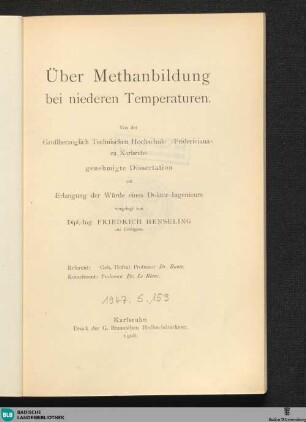 Über Methanbildung
bei niederen Temperaturen.
Von der
Großherzoglich Technischen Hochschule Fridericiana
zu Karlsruhe
genehmigte Dissertation
zur
Erlangung der Würde eines Doktor-Ingenieurs
vorgelegt von
Dipl.-Ing. FRIEDRICH HENSELING
aus
Referent: Geh. Hofrat Professor Dr. Bunte.
Korreferent: Professor Dr. Le Blanc.
1947. 5. 153
Karlsruhe
Druck der G. Braunschen Hofbuchdruckerei.
BLB BADISCHE
LANDESBIBLIOTHEK